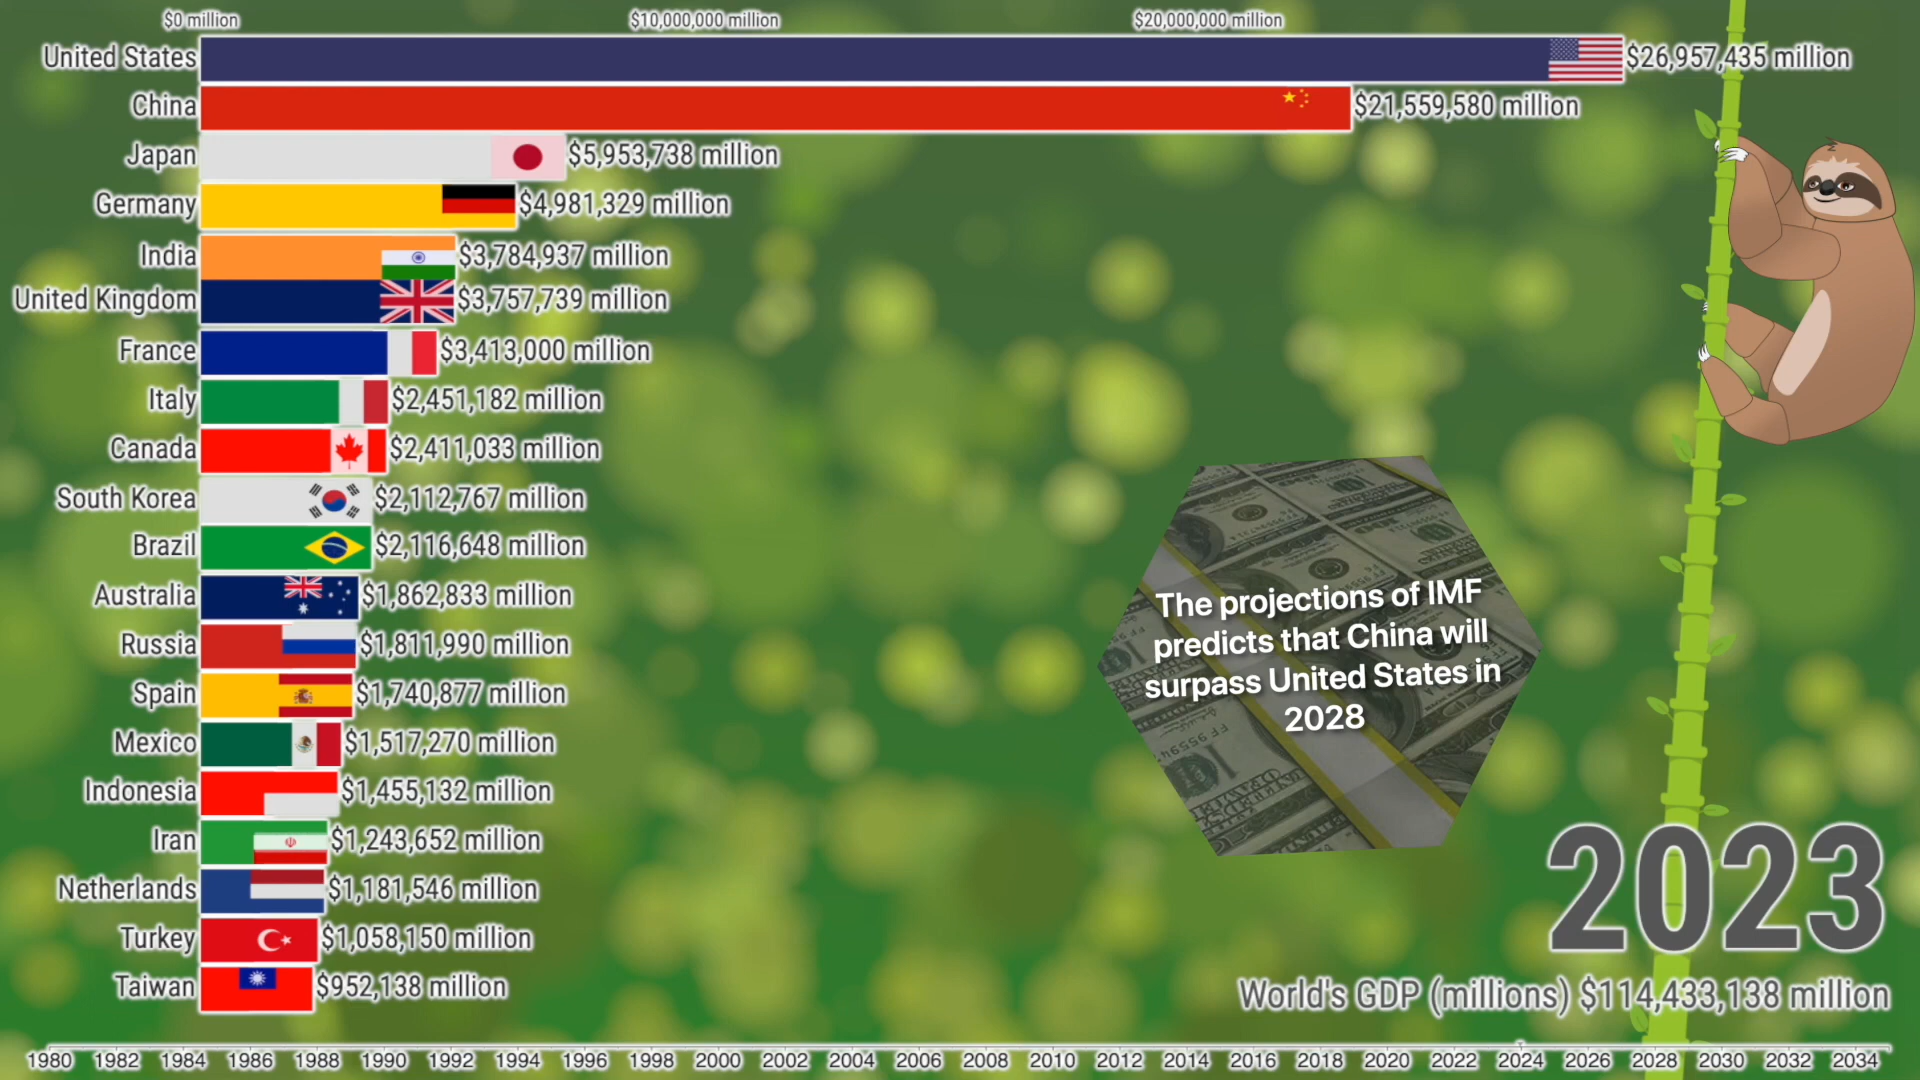 $0 million $10,000,000 million $20,000,000 million
United States $26,957,435 million
China $21,559,580 million
Japan $5,953,738 million
Germany $4,981,329 million
India $3,784,937 million
United Kingdom $3,757,739 million
France $3,413,000 million
Italy $2,451,182 million
Canada $2,411,033 million
South Korea $2,112,767 million
Brazil $2,116,648 million
Australia $1,862,833 million
Russia $1,811,990 million
Spain $1,740,877 million
Mexico $1,517,270 million
Indonesia $1,455,132 million
Iran $1,243,652 million
Netherlands $1,181,546 million
Turkey $1,058,150 million
Taiwan $952,138 million
The projections of IMF
predicts that China will
surpass United States in
2028
2023
World's GDP (millions) $114,433,138 million
1980 1982 1984 1986 1988 1990 1992 1994 1996 1998 2000 2002 2004 2006 2008 2010 2012 2014 2016 2018 2020 2022 2024 2026 2028 2030 2032 2034